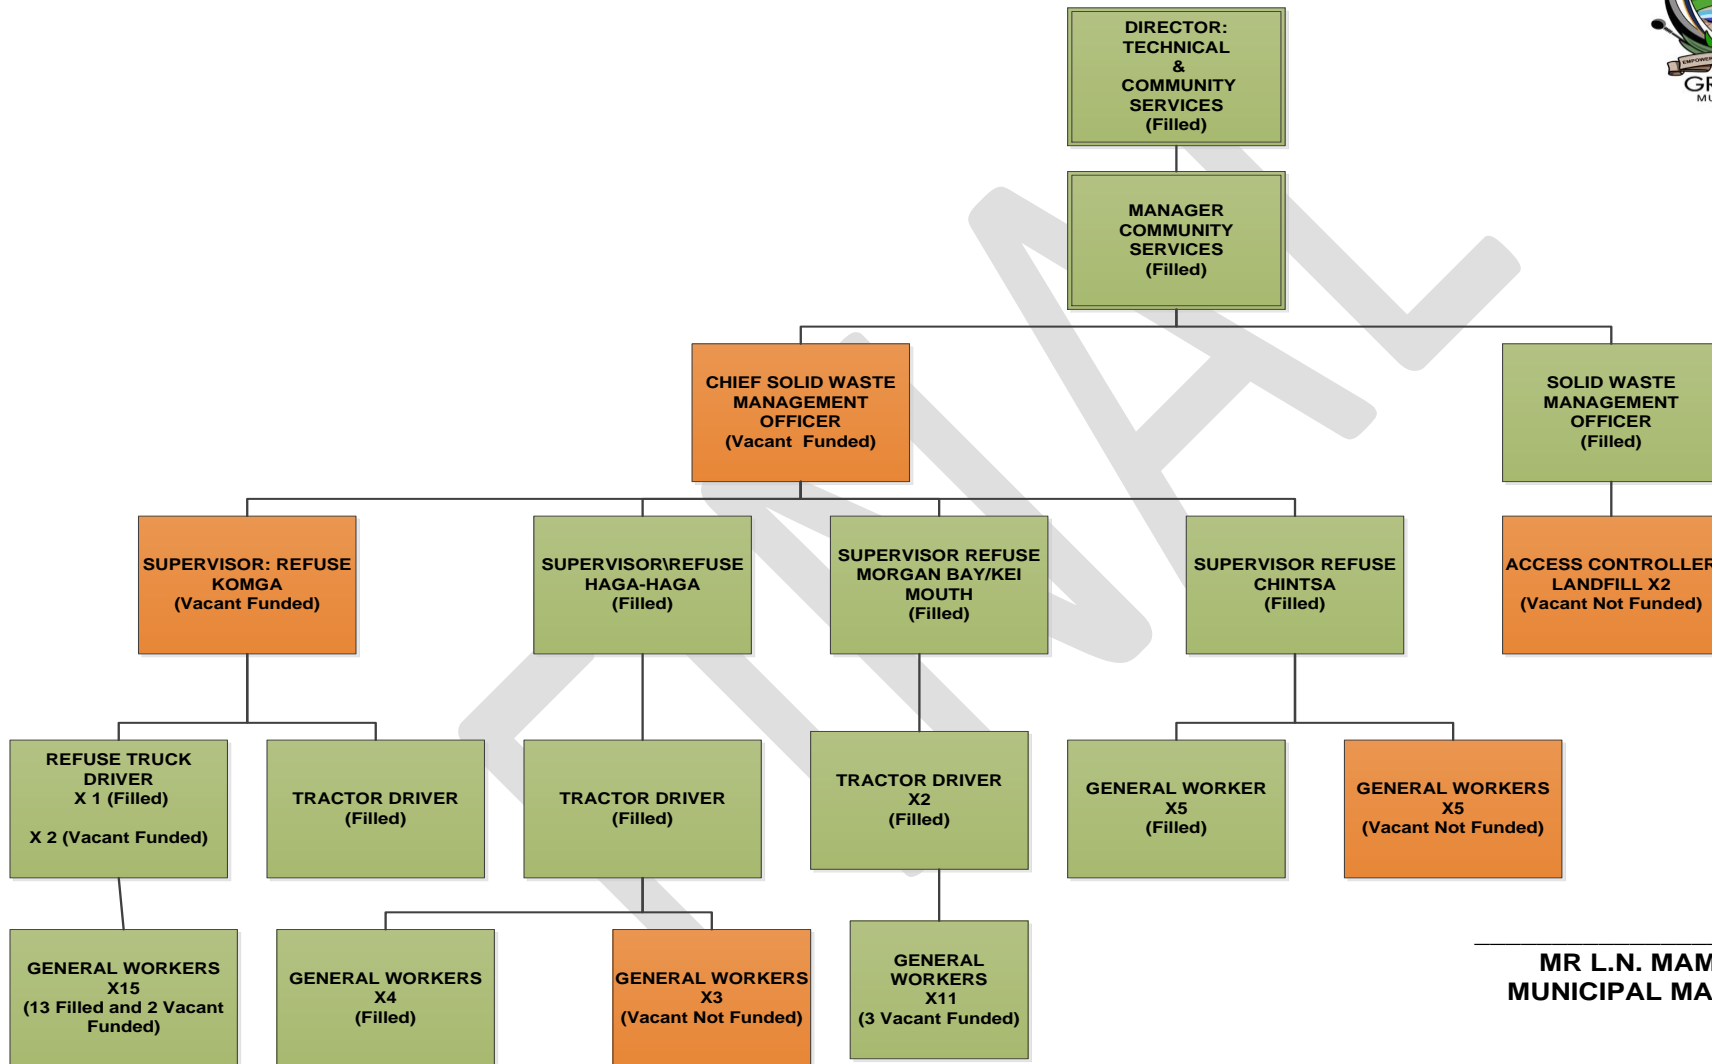 DIRECTOR:
TECHNICAL
&
COMMUNITY
SERVICES
(Filled)
MANAGER
COMMUNITY
SERVICES
(Filled)
CHIEF SOLID WASTE
MANAGEMENT
OFFICER
(Vacant  Funded)
SOLID WASTE
MANAGEMENT
OFFICER
(Filled)
SUPERVISOR: REFUSE
KOMGA
(Vacant Funded)
SUPERVISOR\REFUSE
HAGA-HAGA
(Filled)
SUPERVISOR REFUSE
MORGAN BAY/KEI
MOUTH
(Filled)
SUPERVISOR REFUSE
CHINTSA
(Filled)
ACCESS CONTROLLER
LANDFILL X2
(Vacant Not Funded)
REFUSE TRUCK
DRIVER
X 1 (Filled)
X 2 (Vacant Funded)
TRACTOR DRIVER
(Filled)
TRACTOR DRIVER
(Filled)
TRACTOR DRIVER
X2
(Filled)
GENERAL WORKER
X5
(Filled)
GENERAL WORKERS
X5
(Vacant Not Funded)
GENERAL WORKERS
X15
(13 Filled and 2 Vacant
Funded)
GENERAL WORKERS
X4
(Filled)
GENERAL WORKERS
X3
(Vacant Not Funded)
GENERAL
WORKERS
X11
(3 Vacant Funded)
MR L.N. MAM
MUNICIPAL MA
FINAL